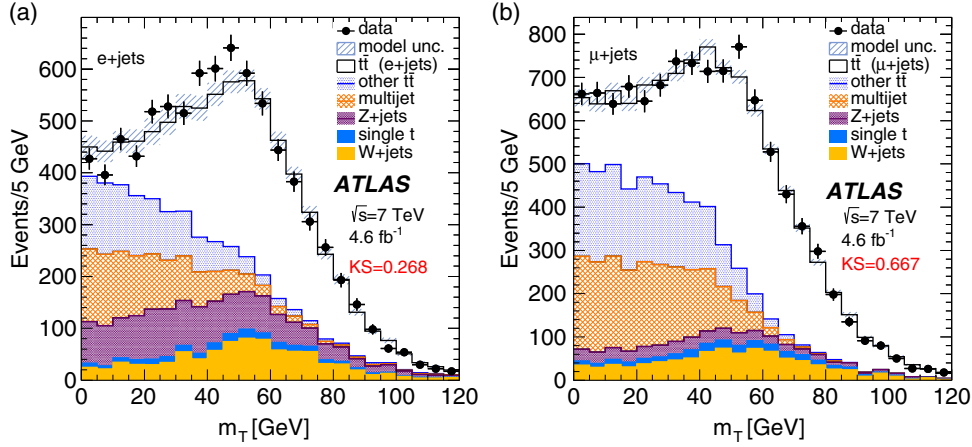 (a)
e+jets
data
model unc.
tt̄ (e+jets)
other tt̄
multijet
Z+jets
single t
W+jets
ATLAS
√s=7 TeV
4.6 fb⁻¹
KS=0.268
Events/5 GeV
600
500
400
300
200
100
0
0 20 40 60 80 100 120
m_T [GeV]
(b)
μ+jets
data
model unc.
tt̄ (μ+jets)
other tt̄
multijet
Z+jets
single t
W+jets
ATLAS
√s=7 TeV
4.6 fb⁻¹
KS=0.667
Events/5 GeV
800
700
600
500
400
300
200
100
0
0 20 40 60 80 100 120
m_T [GeV]